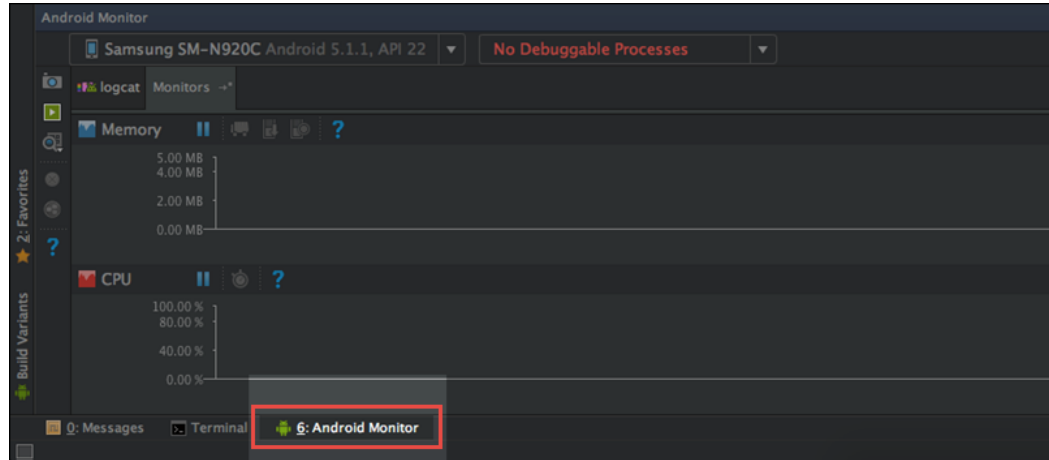 Android Monitor
Samsung SM-N920C Android 5.1.1, API 22
No Debuggable Processes
logcat
Monitors
Memory
?
5.00 MB
4.00 MB
2.00 MB
0.00 MB
?
CPU
?
100.00 %
80.00 %
40.00 %
0.00 %
2: Favorites
Build Variants
0: Messages
Terminal
6: Android Monitor